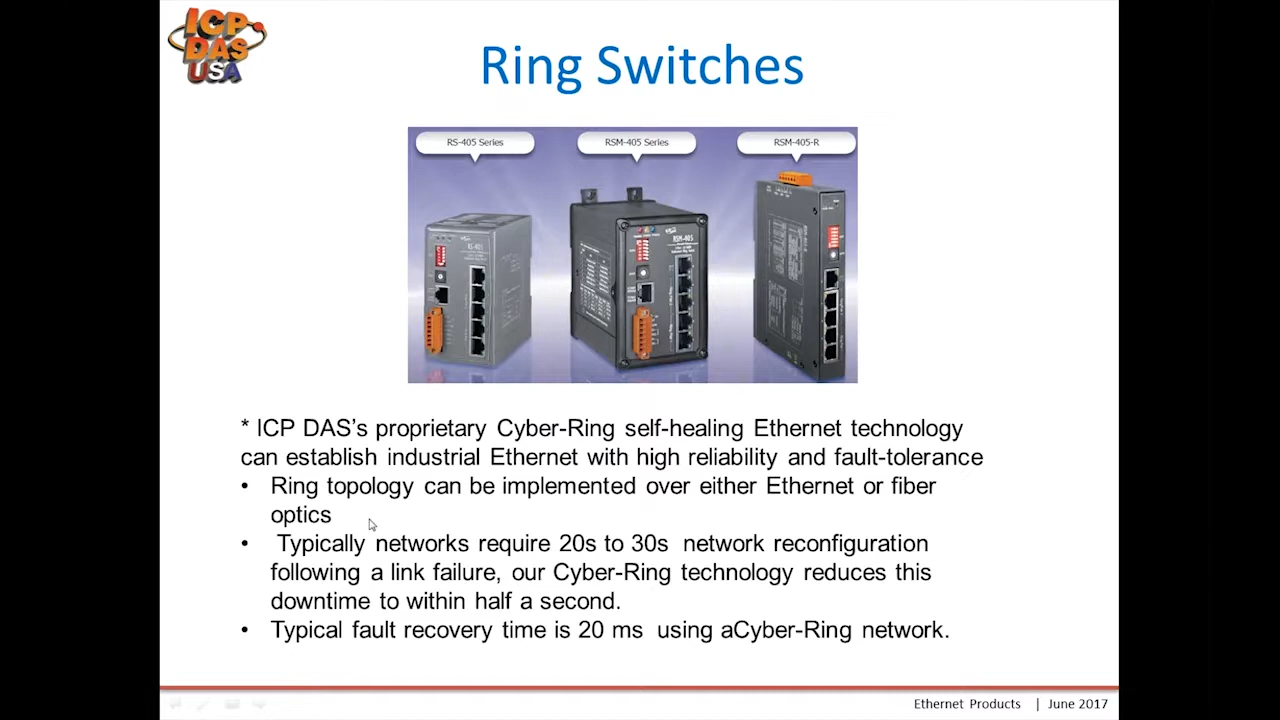 ICP
DAS
USA
Ring Switches
RS-405 Series
RSM-405 Series
RSM-405-R
RS-405
RSM-405
* ICP DAS’s proprietary Cyber-Ring self-healing Ethernet technology
can establish industrial Ethernet with high reliability and fault-tolerance
• Ring topology can be implemented over either Ethernet or fiber
optics
• Typically networks require 20s to 30s network reconfiguration
following a link failure, our Cyber-Ring technology reduces this
downtime to within half a second.
• Typical fault recovery time is 20 ms using aCyber-Ring network.
Ethernet Products | June 2017